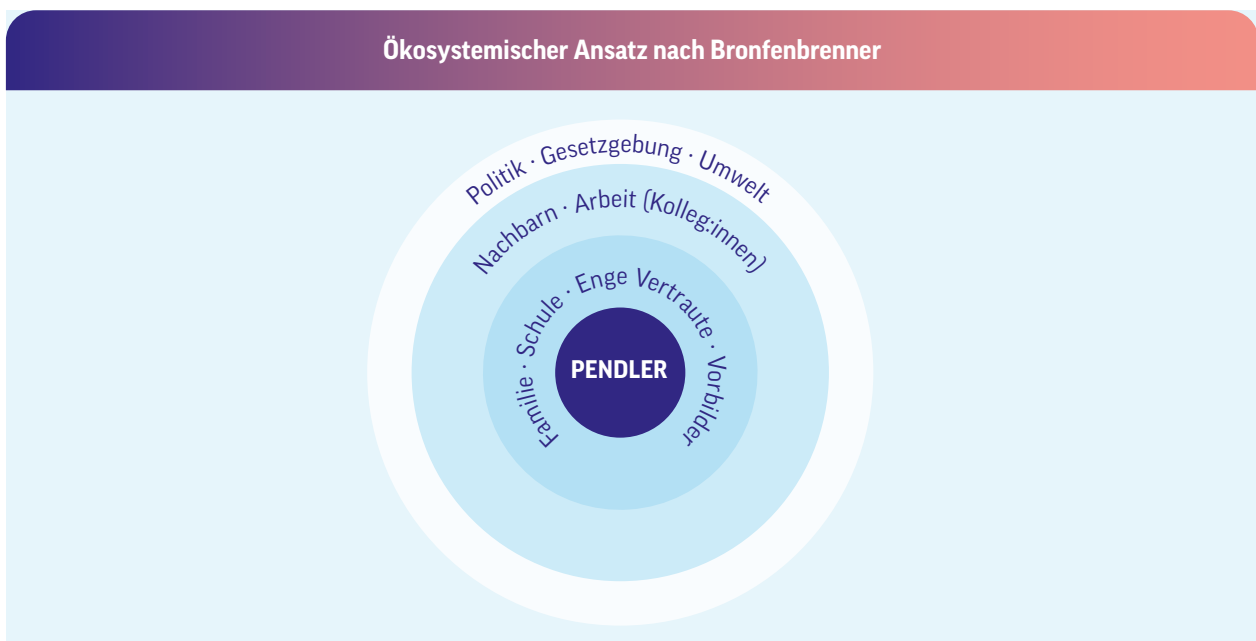 Ökosystemischer Ansatz nach Bronfenbrenner
Politik · Gesetzgebung · Umwelt
Nachbarn · Arbeit (Kolleg:innen)
Familie · Schule · Enge Vertraute · Vorbilder
PENDLER